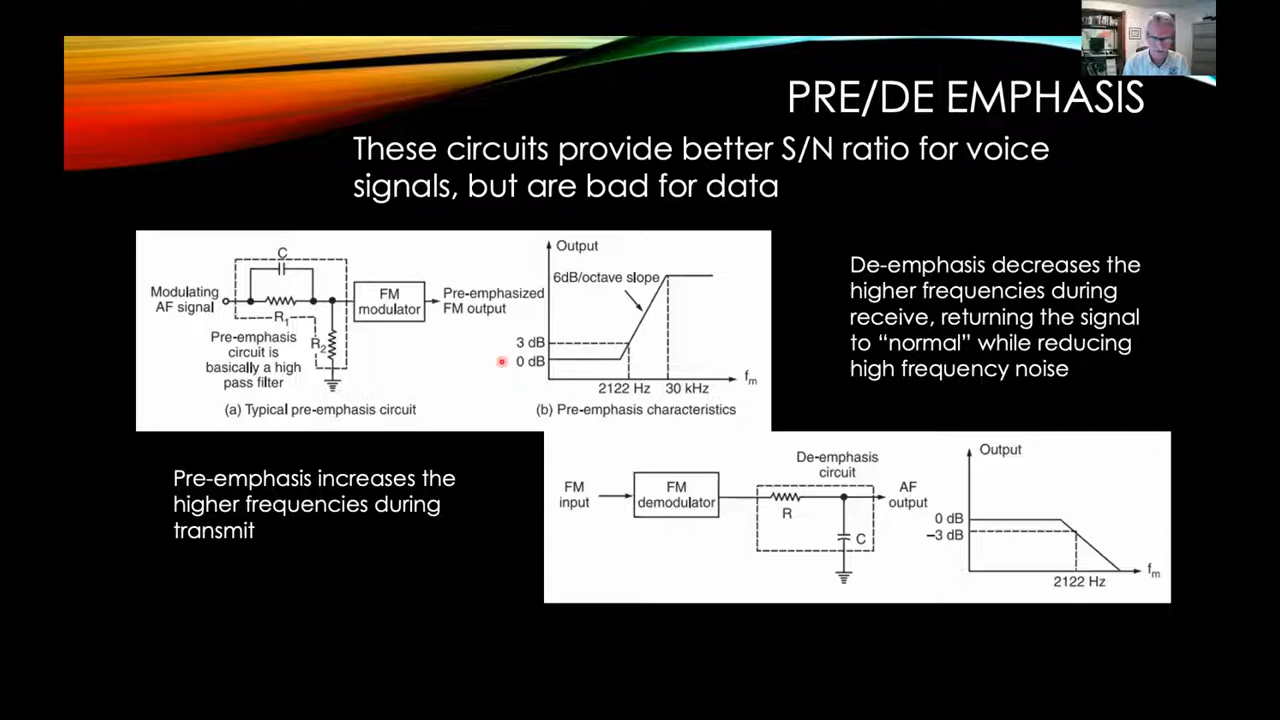 PRE/DE EMPHASIS
These circuits provide better S/N ratio for voice
signals, but are bad for data
C
Modulating
AF signal
R1
R2
Pre-emphasis
circuit is
basically a high
pass filter
FM
modulator
Pre-emphasized
FM output
(a) Typical pre-emphasis circuit
Output
6dB/octave slope
3 dB
0 dB
2122 Hz
30 kHz
fm
(b) Pre-emphasis characteristics
De-emphasis decreases the
higher frequencies during
receive, returning the signal
to “normal” while reducing
high frequency noise
Pre-emphasis increases the
higher frequencies during
transmit
FM
input
FM
demodulator
De-emphasis
circuit
R
C
AF
output
Output
0 dB
–3 dB
2122 Hz
fm